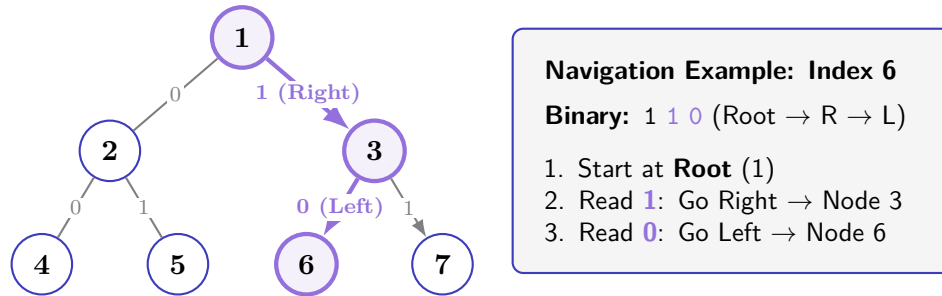 1
0
1 (Right)
2
3
0
1
0 (Left)
1
4
5
6
7
Navigation Example: Index 6
Binary: 1 1 0 (Root → R → L)
1. Start at Root (1)
2. Read 1: Go Right → Node 3
3. Read 0: Go Left → Node 6